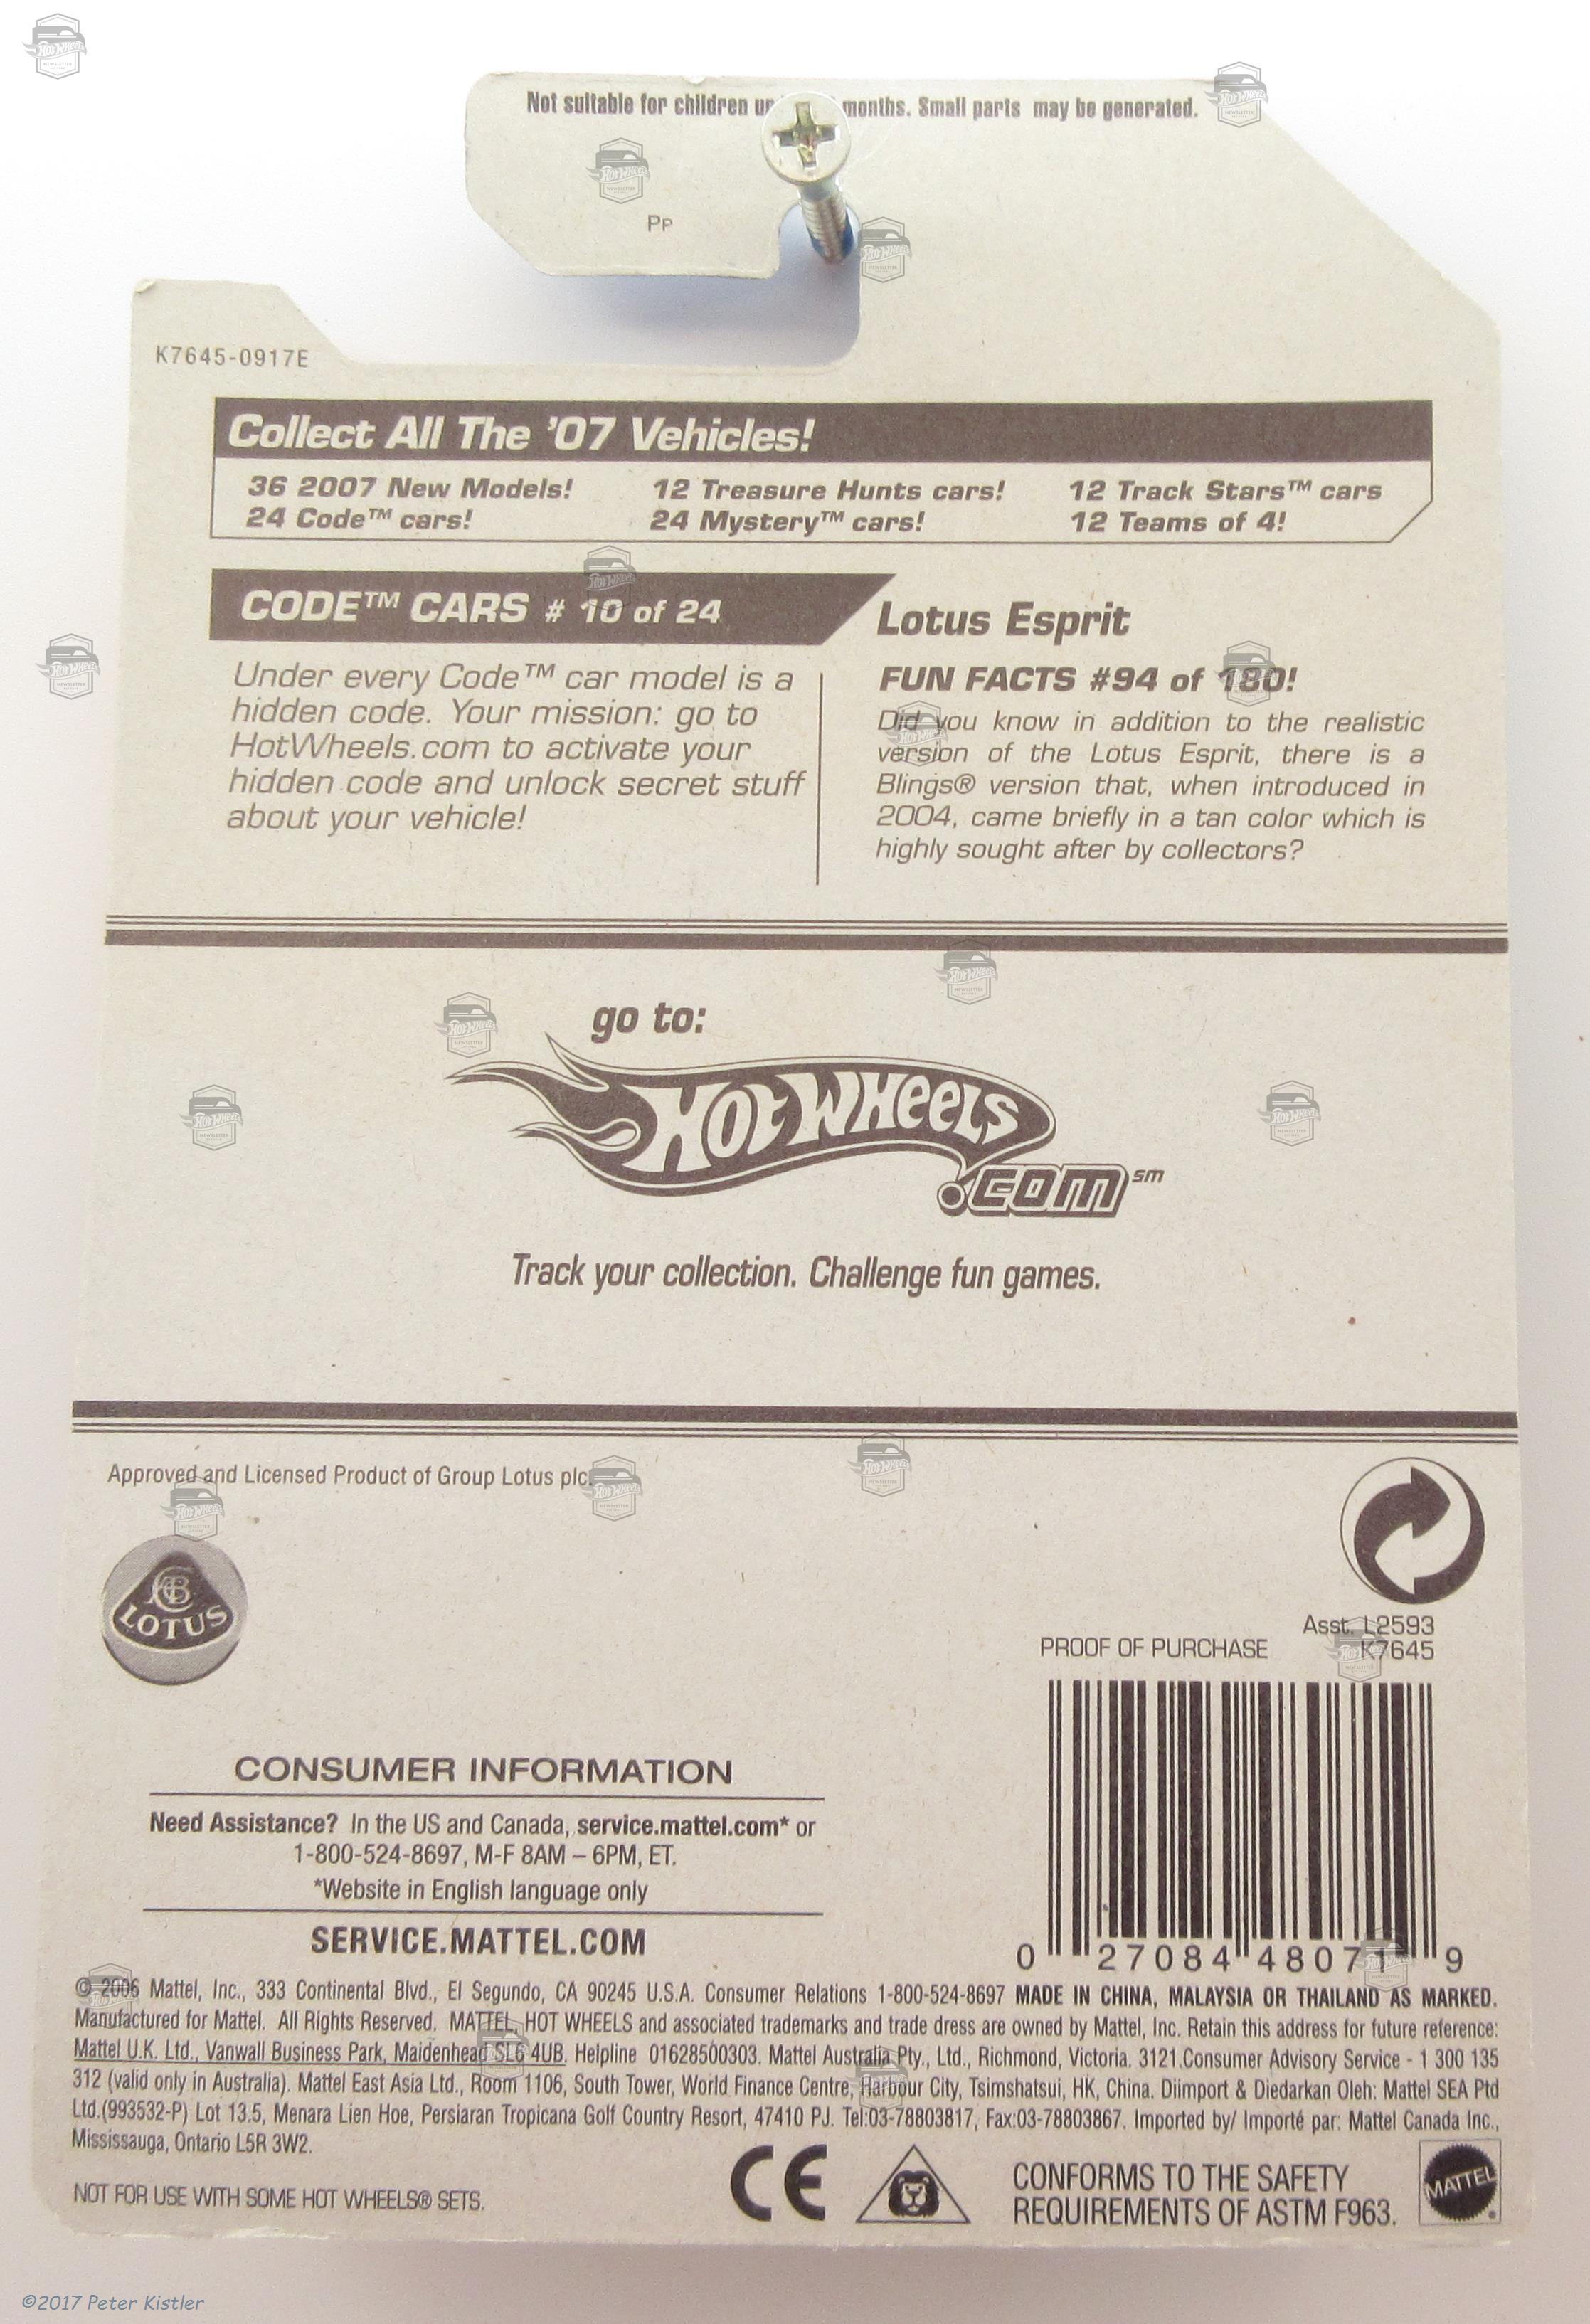 Not suitable for children months. Small parts may be generated.
Pp
K7645-0917E
Collect All The '07 Vehicles!
36 2007 New Models! 12 Treasure Hunts cars! 12 Track Stars™ cars
24 Code™ cars! 24 Mystery™ cars! 12 Teams of 4!
CODE™ CARS # 10 of 24
Under every Code™ car model is a
hidden code. Your mission: go to
HotWheels.com to activate your
hidden code and unlock secret stuff
about your vehicle!
Lotus Esprit
FUN FACTS #94 of 180!
Did you know in addition to the realistic
version of the Lotus Esprit, there is a
Blings® version that, when introduced in
2004, came briefly in a tan color which is
highly sought after by collectors?
go to:
Hot Wheels
.com℠
Track your collection. Challenge fun games.
Approved and Licensed Product of Group Lotus plc.
LOTUS
Asst. L2593
PROOF OF PURCHASE K7645
0 27084 48071 9
CONSUMER INFORMATION
Need Assistance? In the US and Canada, service.mattel.com* or
1-800-524-8697, M-F 8AM – 6PM, ET.
*Website in English language only
SERVICE.MATTEL.COM
© 2006 Mattel, Inc., 333 Continental Blvd., El Segundo, CA 90245 U.S.A. Consumer Relations 1-800-524-8697 MADE IN CHINA, MALAYSIA OR THAILAND AS MARKED.
Manufactured for Mattel. All Rights Reserved. MATTEL, HOT WHEELS and associated trademarks and trade dress are owned by Mattel, Inc. Retain this address for future reference:
Mattel U.K. Ltd., Vanwall Business Park, Maidenhead SL6 4UB. Helpline 01628500303. Mattel Australia Pty., Ltd., Richmond, Victoria. 3121.Consumer Advisory Service - 1 300 135
312 (valid only in Australia). Mattel East Asia Ltd., Room 1106, South Tower, World Finance Centre, Harbour City, Tsimshatsui, HK, China. Diimport & Diedarkan Oleh: Mattel SEA Ptd
Ltd.(993532-P) Lot 13.5, Menara Lien Hoe, Persiaran Tropicana Golf Country Resort, 47410 PJ. Tel:03-78803817, Fax:03-78803867. Imported by/ Importé par: Mattel Canada Inc.,
Mississauga, Ontario L5R 3W2.
NOT FOR USE WITH SOME HOT WHEELS® SETS.
CE
CONFORMS TO THE SAFETY
REQUIREMENTS OF ASTM F963.
MATTEL
©2017 Peter Kistler